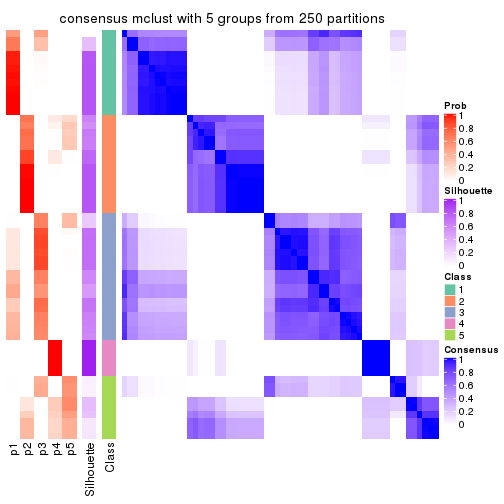 consensus mclust with 5 groups from 250 partitions
Prob
1
0.8
0.6
0.4
0.2
0
Silhouette
1
0.8
0.6
0.4
0.2
0
Class
1
2
3
4
5
Consensus
1
0.8
0.6
0.4
0.2
0
p1
p2
p3
p4
p5
Silhouette
Class